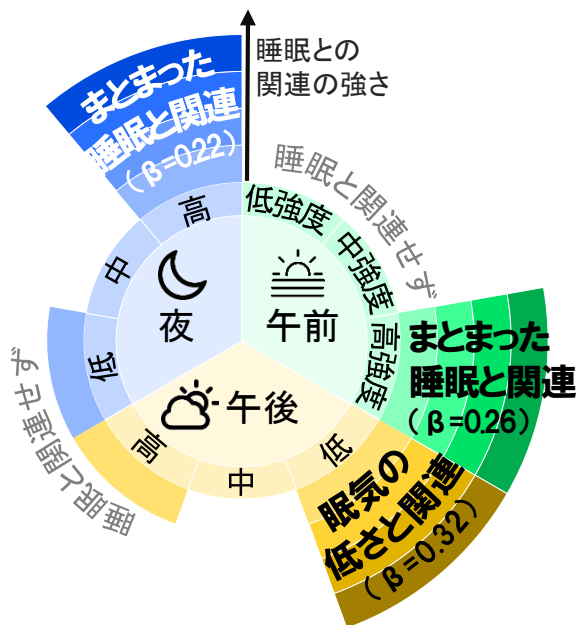 睡眠との
関連の強さ
まとまった
睡眠と関連
(β=0.22)
睡眠と関連せず
高
中
低
夜
低強度
中強度
高強度
午前
まとまった
睡眠と関連
(β=0.26)
午後
高
中
低
眠気の
低さと関連
(β=0.32)
睡眠と関連せず